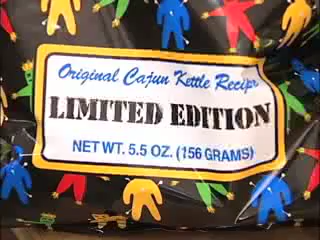 Original Cajun Kettle Recipe
LIMITED EDITION
NET WT. 5.5 OZ. (156 GRAMS)